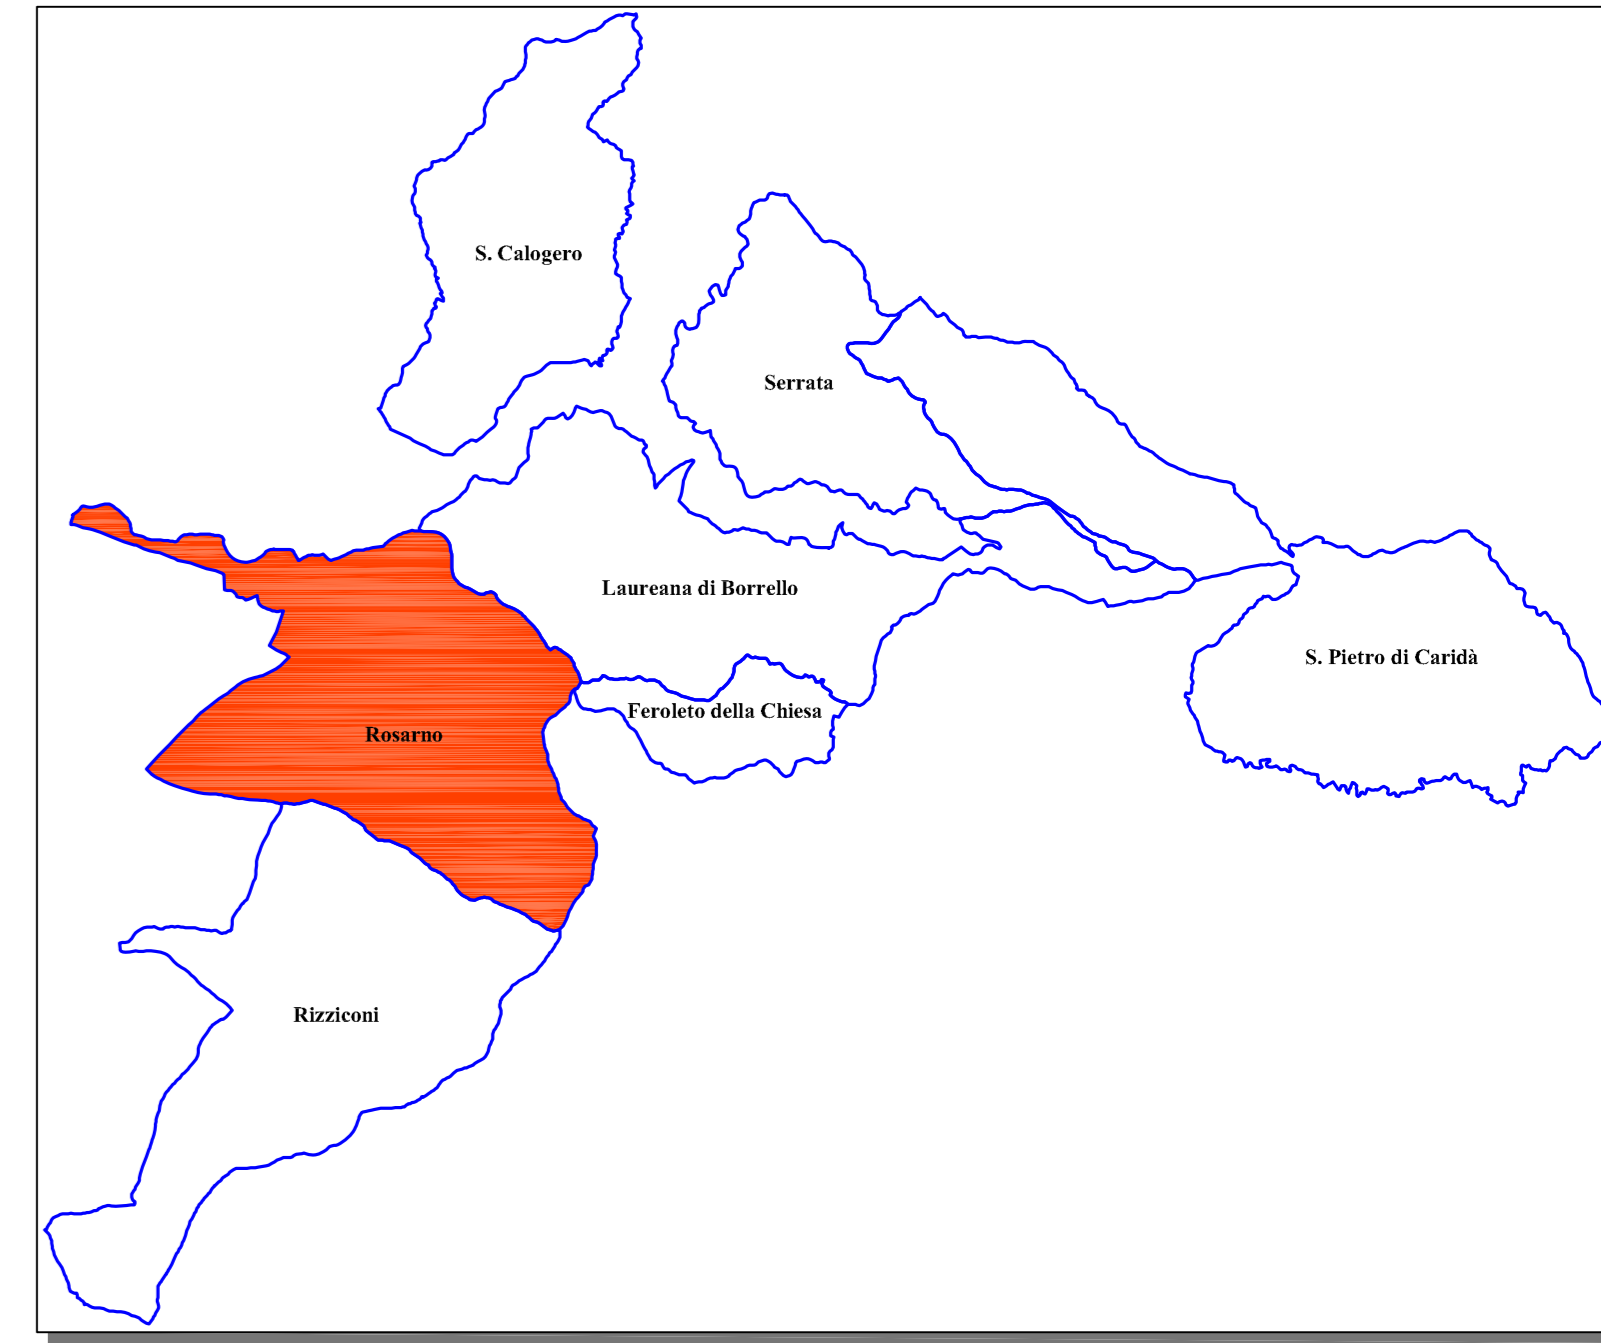 S. Calogero
Serrata
Laureana di Borrello
S. Pietro di Caridà
Feroleto della Chiesa
Rosarno
Rizziconi